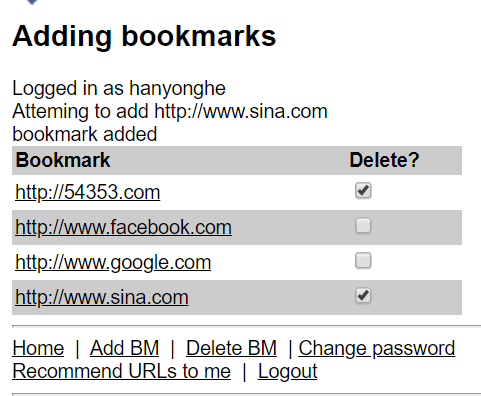 Adding bookmarks
Logged in as hanyonghe
Atteming to add http://www.sina.com
bookmark added
Bookmark Delete?
http://54353.com
http://www.facebook.com
http://www.google.com
http://www.sina.com
Home | Add BM | Delete BM | Change password
Recommend URLs to me | Logout